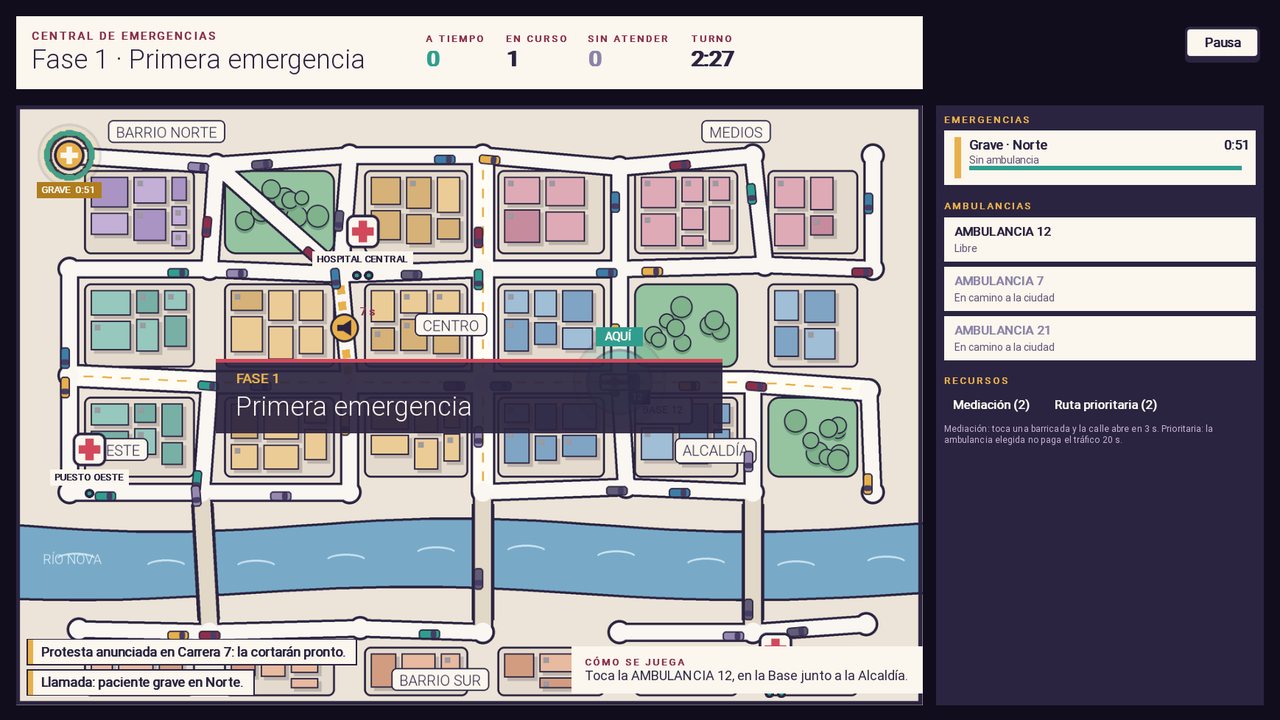 CENTRAL DE EMERGENCIAS
Fase 1 · Primera emergencia
A TIEMPO
0
EN CURSO
1
SIN ATENDER
0
TURNO
2:27
Pausa
BARRIO NORTE
MEDIOS
GRAVE 0:51
HOSPITAL CENTRAL
7 s
CENTRO
AQUÍ
FASE 1
Primera emergencia
BASE 12
OESTE
ALCALDÍA
PUESTO OESTE
RÍO NOVA
Protesta anunciada en Carrera 7: la cortarán pronto.
Llamada: paciente grave en Norte.
BARRIO SUR
CÓMO SE JUEGA
Toca la AMBULANCIA 12, en la Base junto a la Alcaldía.
EMERGENCIAS
Grave · Norte
0:51
Sin ambulancia
AMBULANCIAS
AMBULANCIA 12
Libre
AMBULANCIA 7
En camino a la ciudad
AMBULANCIA 21
En camino a la ciudad
RECURSOS
Mediación (2)
Ruta prioritaria (2)
Mediación: toca una barricada y la calle abre en 3 s. Prioritaria: la
ambulancia elegida no paga el tráfico 20 s.